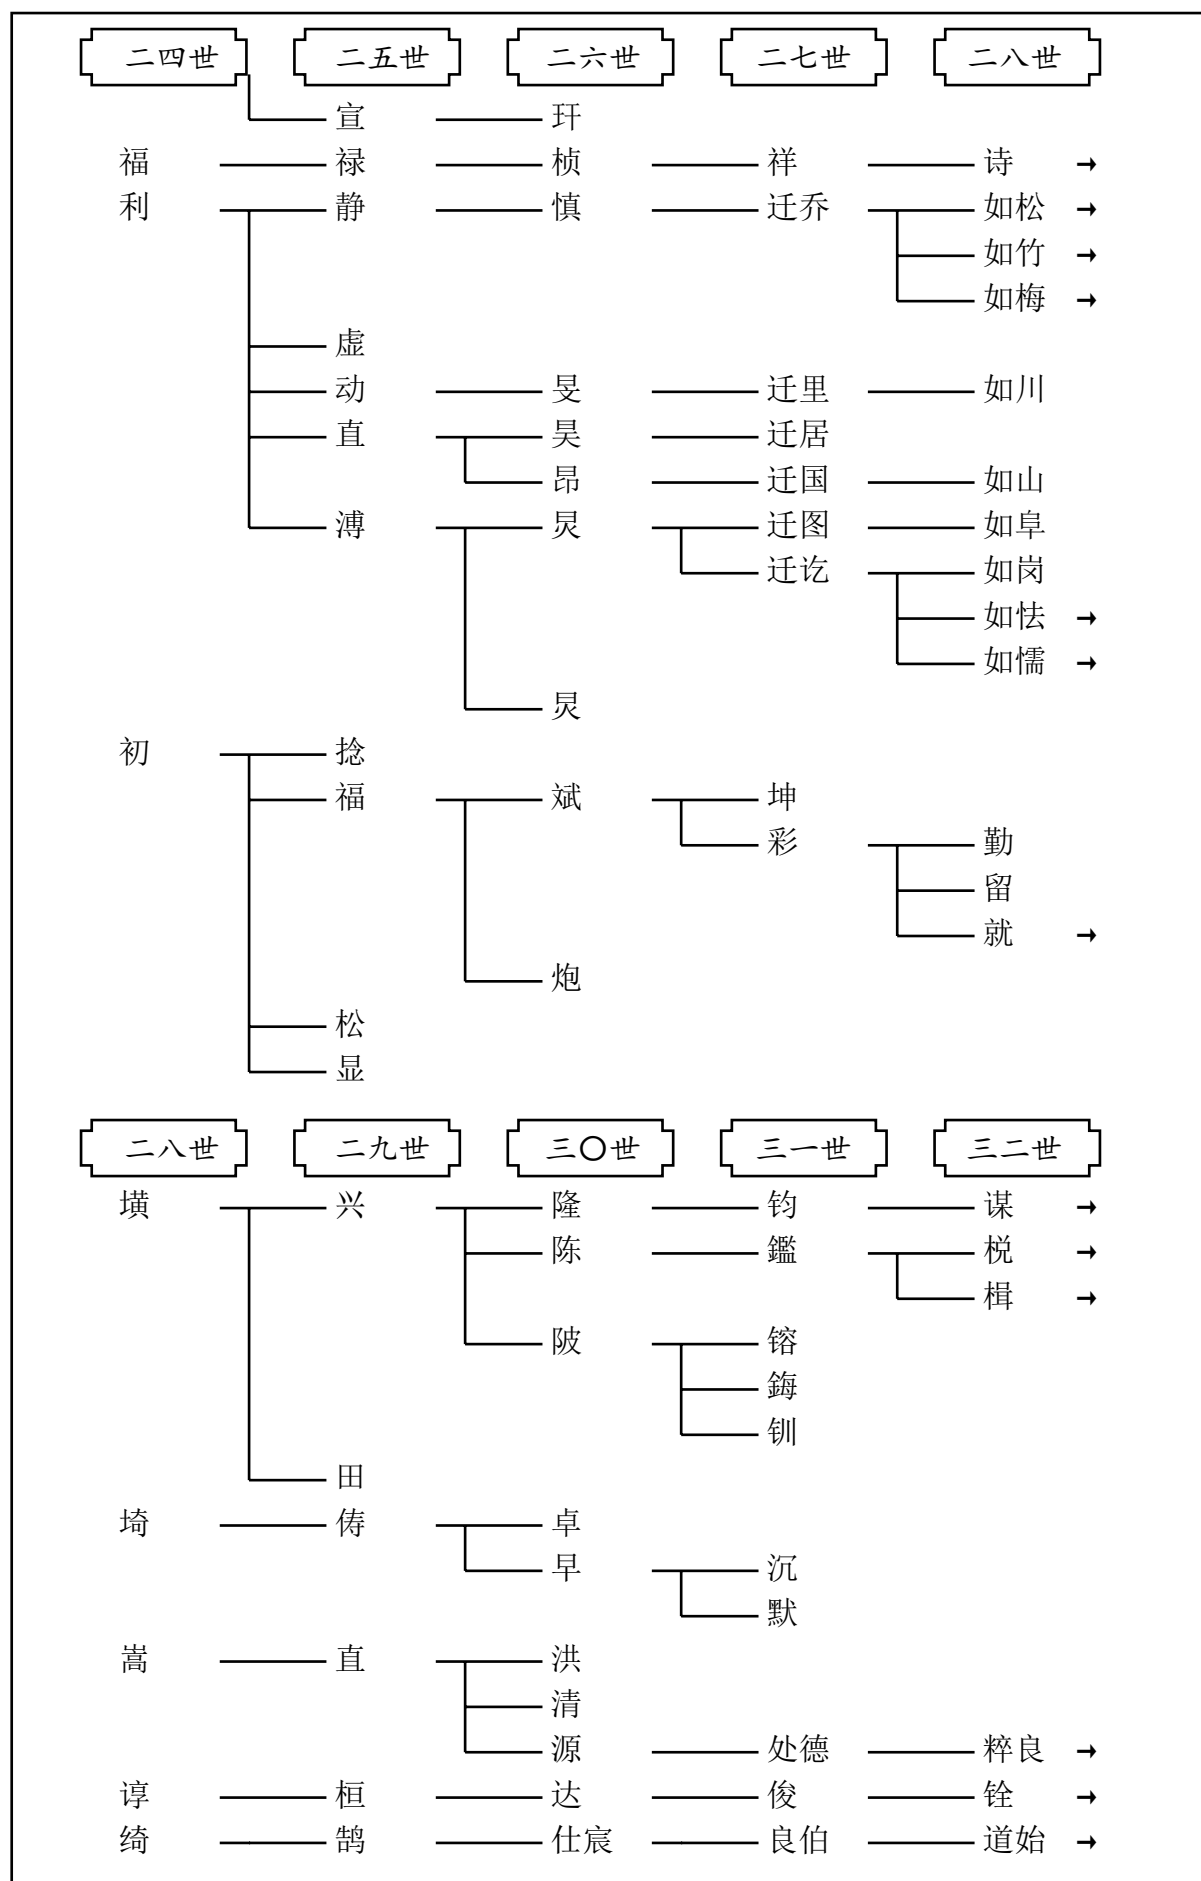 二四世 二五世 二六世 二七世 二八世
宣 玕
福 禄 桢 祥 诗 →
利 静 慎 迁乔 如松 →
如竹 →
如梅 →
虚
动 旻 迁里 如川
直 昊 迁居
昂 迁国 如山
溥 炅 迁图 如阜
迁讫 如岗
如怯 →
如懦 →
炅
初 捻
福 斌 坤
彩 勤
留
就 →
炮
松
显
二八世 二九世 三〇世 三一世 三二世
墴 兴 隆 钧 谋 →
陈 鑑 棁 →
楫 →
陂 镕
鋂
钏
田
埼 俦 卓
早 沉
默
嵩 直 洪
清
源 处德 粹良 →
谆 桓 达 俊 铨 →
绮 鹄 仕宸 良伯 道始 →